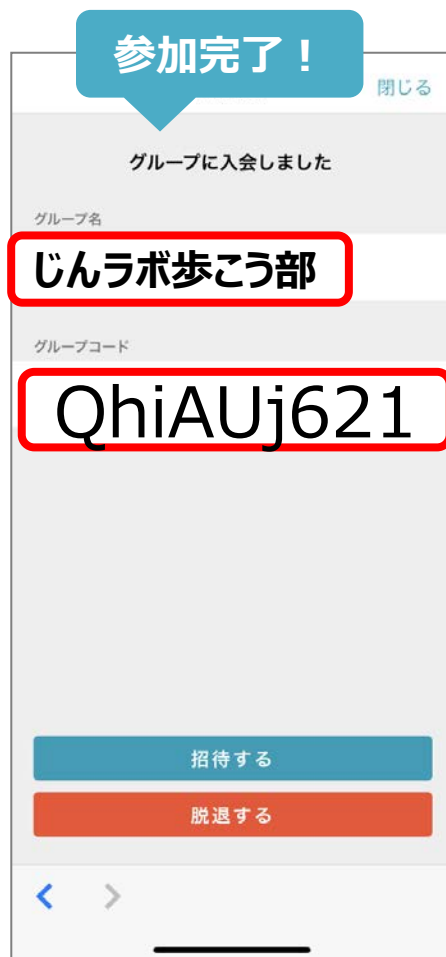 参加完了！
閉じる
グループに入会しました
グループ名
じんラボ歩こう部
グループコード
QhiAUj621
招待する
脱退する